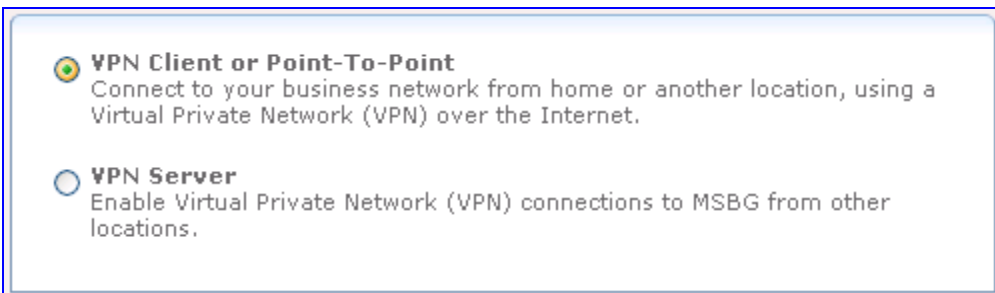 VPN Client or Point-To-Point
Connect to your business network from home or another location, using a
Virtual Private Network (VPN) over the Internet.
VPN Server
Enable Virtual Private Network (VPN) connections to MSBG from other
locations.